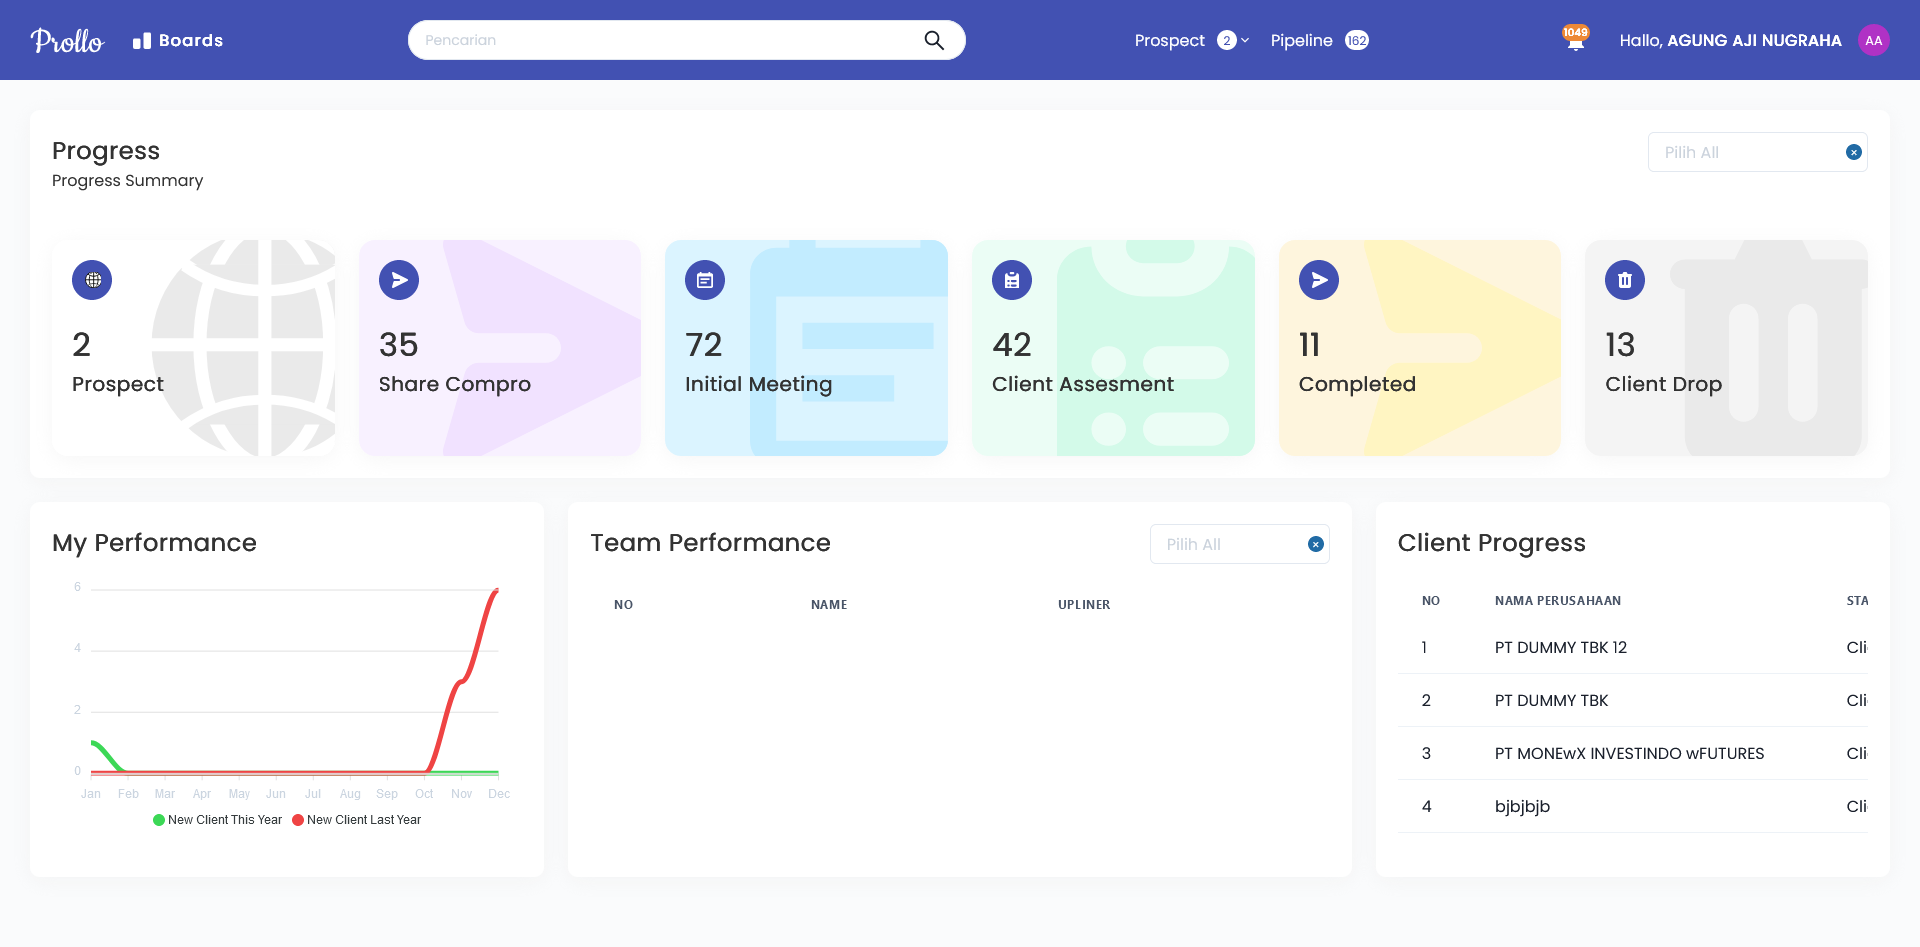 Prollo
Boards
Pencarian
Prospect 2
Pipeline 162
1049
Hallo, AGUNG AJI NUGRAHA
AA
Progress
Progress Summary
Pilih All
2
Prospect
35
Share Compro
72
Initial Meeting
42
Client Assesment
11
Completed
13
Client Drop
My Performance
6
4
2
0
Jan Feb Mar Apr May Jun Jul Aug Sep Oct Nov Dec
New Client This Year New Client Last Year
Team Performance
Pilih All
NO NAME UPLINER
Client Progress
NO NAMA PERUSAHAAN STA
1 PT DUMMY TBK 12 Cli
2 PT DUMMY TBK Cli
3 PT MONEwX INVESTINDO wFUTURES Cli
4 bjbjbjb Cli